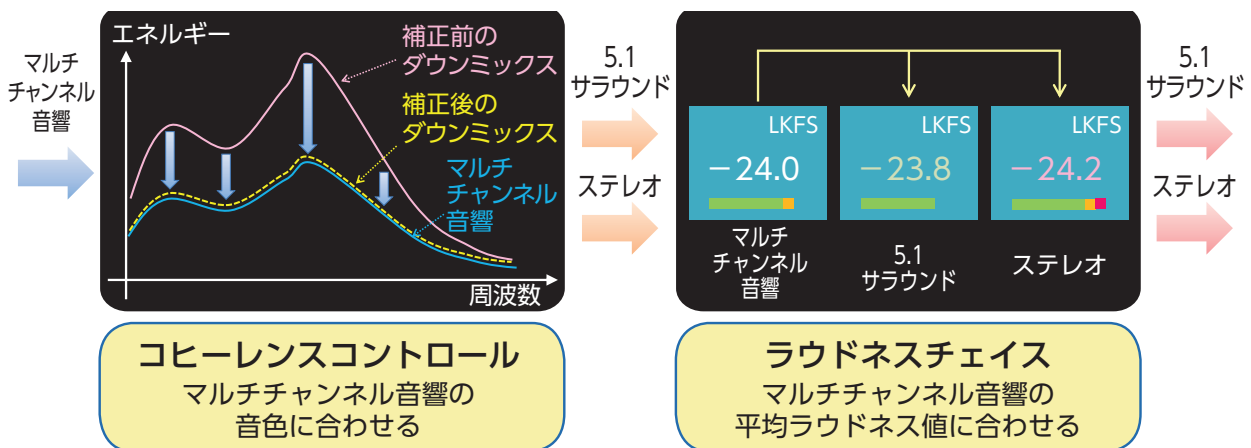 マルチ
チャンネル
音響
エネルギー
補正前の
ダウンミックス
補正後の
ダウンミックス
マルチ
チャンネル
音響
周波数
コヒーレンスコントロール
マルチチャンネル音響の
音色に合わせる
5.1
サラウンド
ステレオ
LKFS
−24.0
マルチ
チャンネル
音響
LKFS
−23.8
5.1
サラウンド
LKFS
−24.2
ステレオ
ラウドネスチェイス
マルチチャンネル音響の
平均ラウドネス値に合わせる
5.1
サラウンド
ステレオ